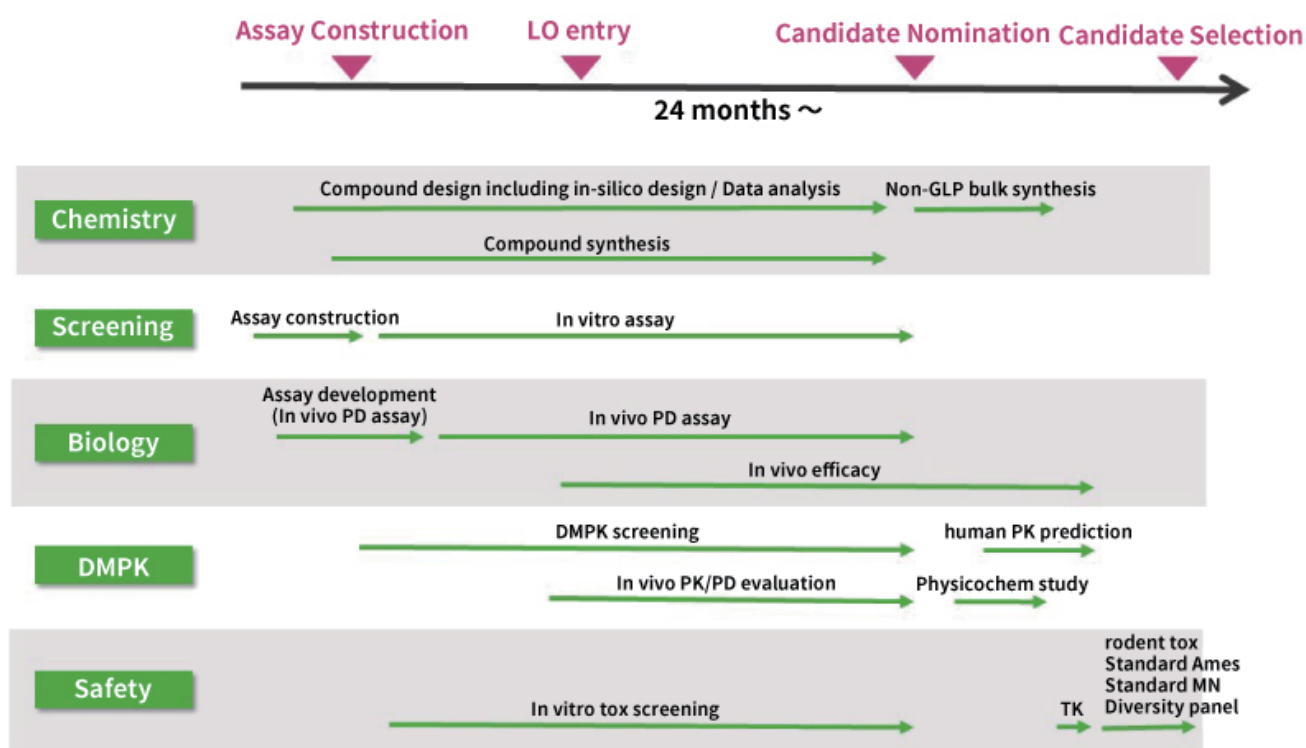 Assay Construction
LO entry
Candidate Nomination
Candidate Selection
24 months ～
Chemistry
Compound design including in-silico design / Data analysis
Non-GLP bulk synthesis
Compound synthesis
Screening
Assay construction
In vitro assay
Biology
Assay development
(In vivo PD assay)
In vivo PD assay
In vivo efficacy
DMPK
DMPK screening
human PK prediction
In vivo PK/PD evaluation
Physicochem study
Safety
In vitro tox screening
TK
rodent tox
Standard Ames
Standard MN
Diversity panel